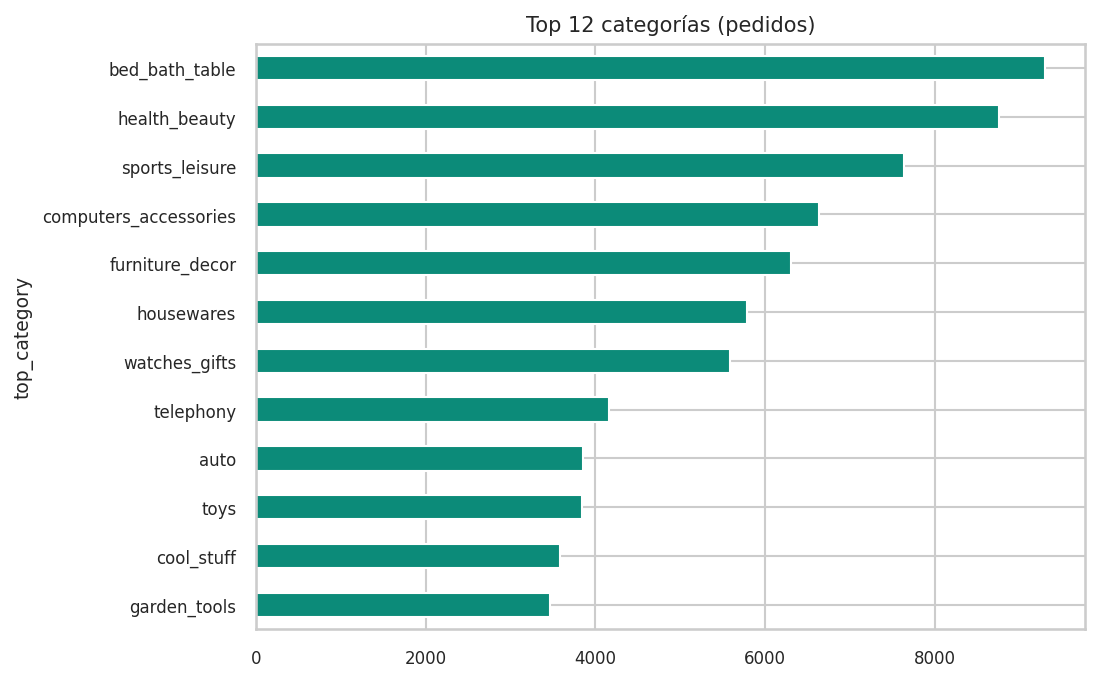 Top 12 categorías (pedidos)
top_category
bed_bath_table
health_beauty
sports_leisure
computers_accessories
furniture_decor
housewares
watches_gifts
telephony
auto
toys
cool_stuff
garden_tools
0 2000 4000 6000 8000